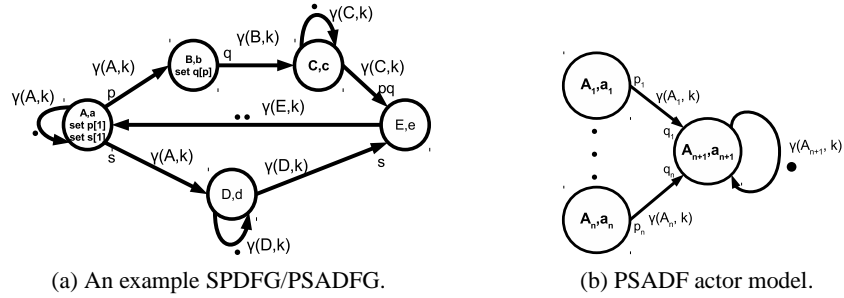 γ(C,k)
γ(B,k)
B,b
set q[p]
q
C,c
γ(C,k)
γ(A,k)
pq
γ(A,k)
p
A,a
set p[1]
set s[1]
γ(E,k)
E,e
s
s
γ(A,k)
γ(D,k)
D,d
γ(D,k)
(a) An example SPDFG/PSADFG.
A1,a1
p1
γ(A1, k)
q1
An+1,an+1
γ(An+1, k)
qn
An,an
pn
γ(An, k)
(b) PSADF actor model.